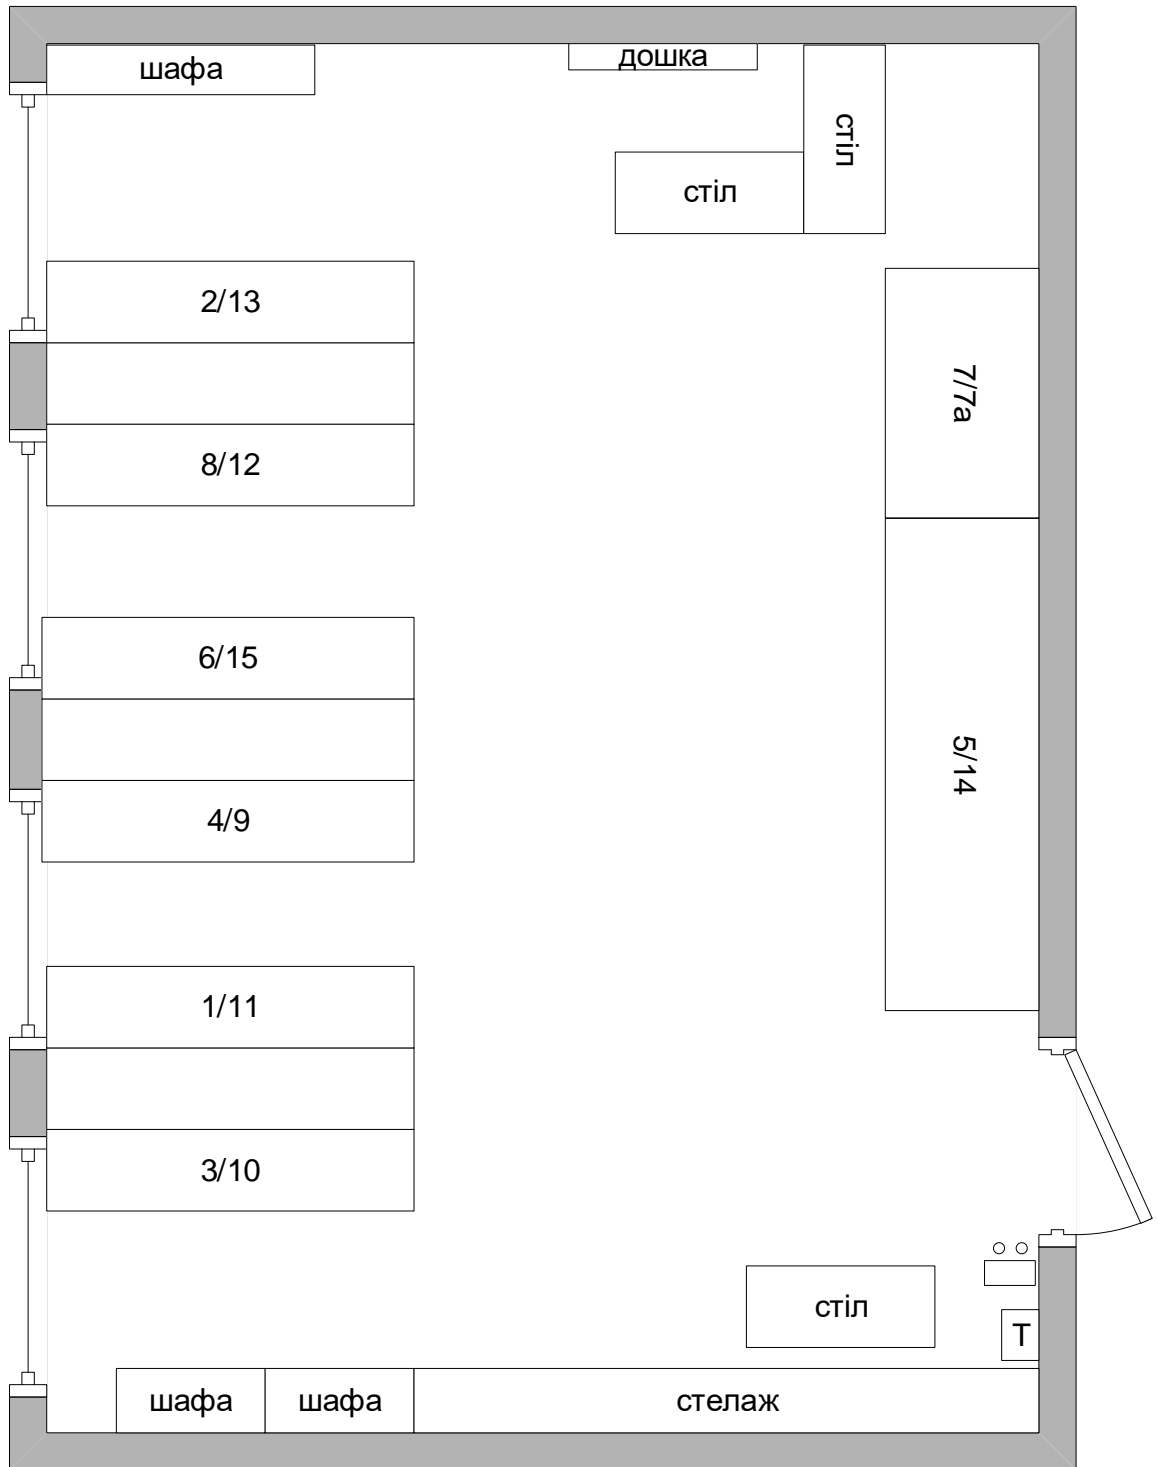 шафа
дошка
стіл
стіл
2/13
7/7а
8/12
6/15
5/14
4/9
1/11
3/10
стіл
Т
шафа
шафа
стелаж